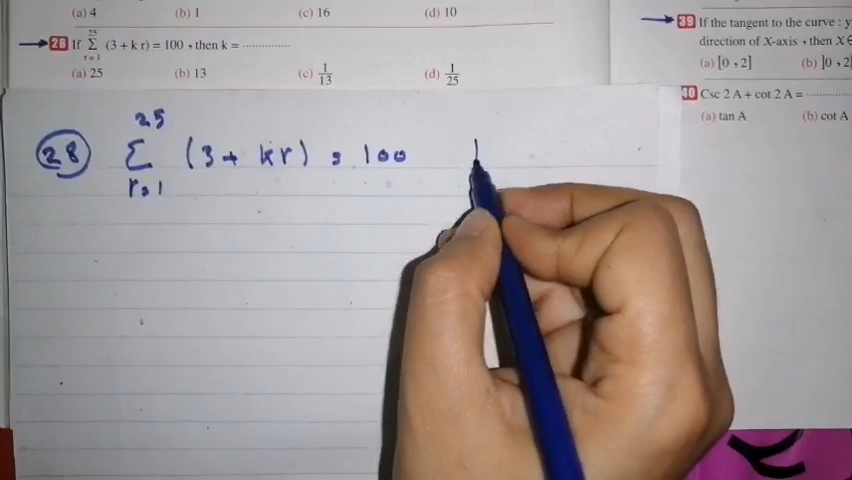 (a) 4 (b) 1 (c) 16 (d) 10
28 If 25 Σ r=1 (3 + k r) = 100 , then k = ...............
(a) 25 (b) 13 (c) 1/13 (d) 1/25
39 If the tangent to the curve : y
direction of X-axis , then X ∈
(a) [0 , 2] (b) ]0 , 2
40 Csc 2 A + cot 2 A = ............
(a) tan A (b) cot A
25
28 Σ (3 + kr) = 100
r=1